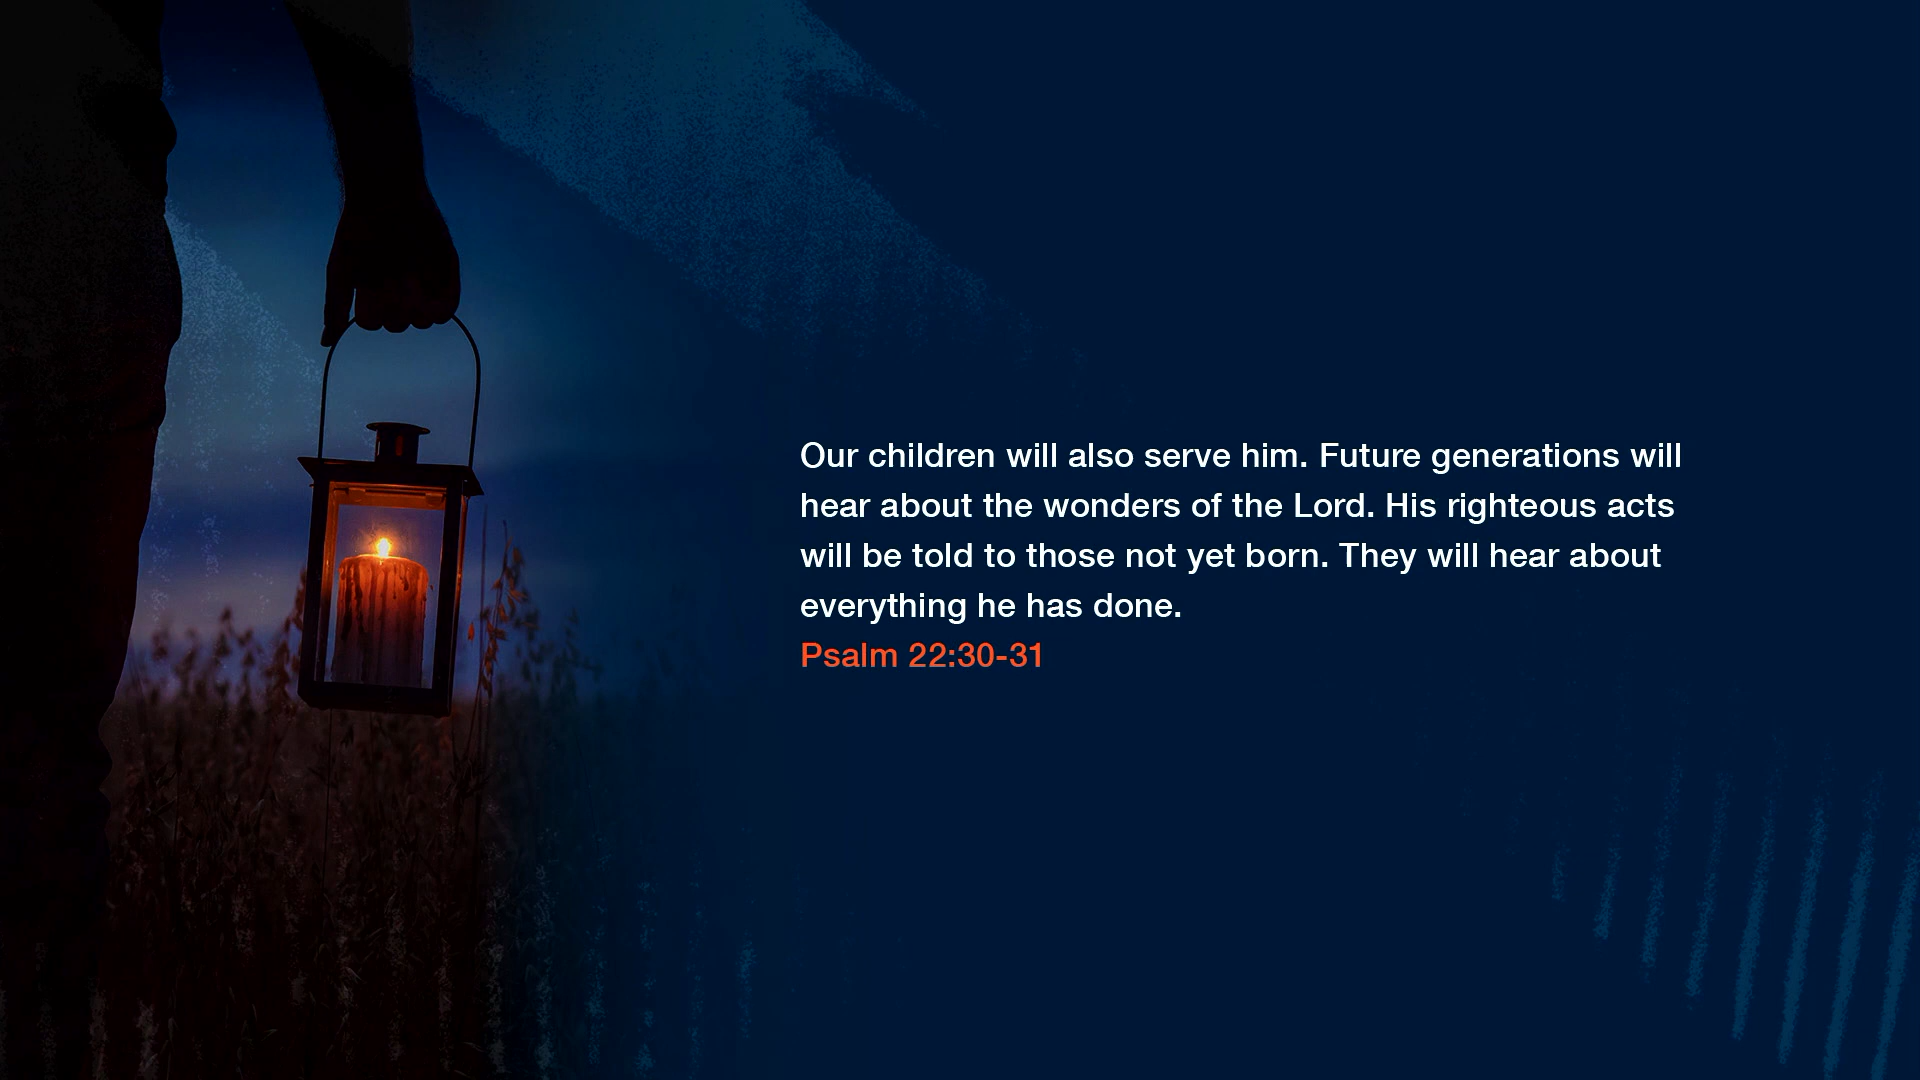 Our children will also serve him. Future generations will
hear about the wonders of the Lord. His righteous acts
will be told to those not yet born. They will hear about
everything he has done.
Psalm 22:30-31